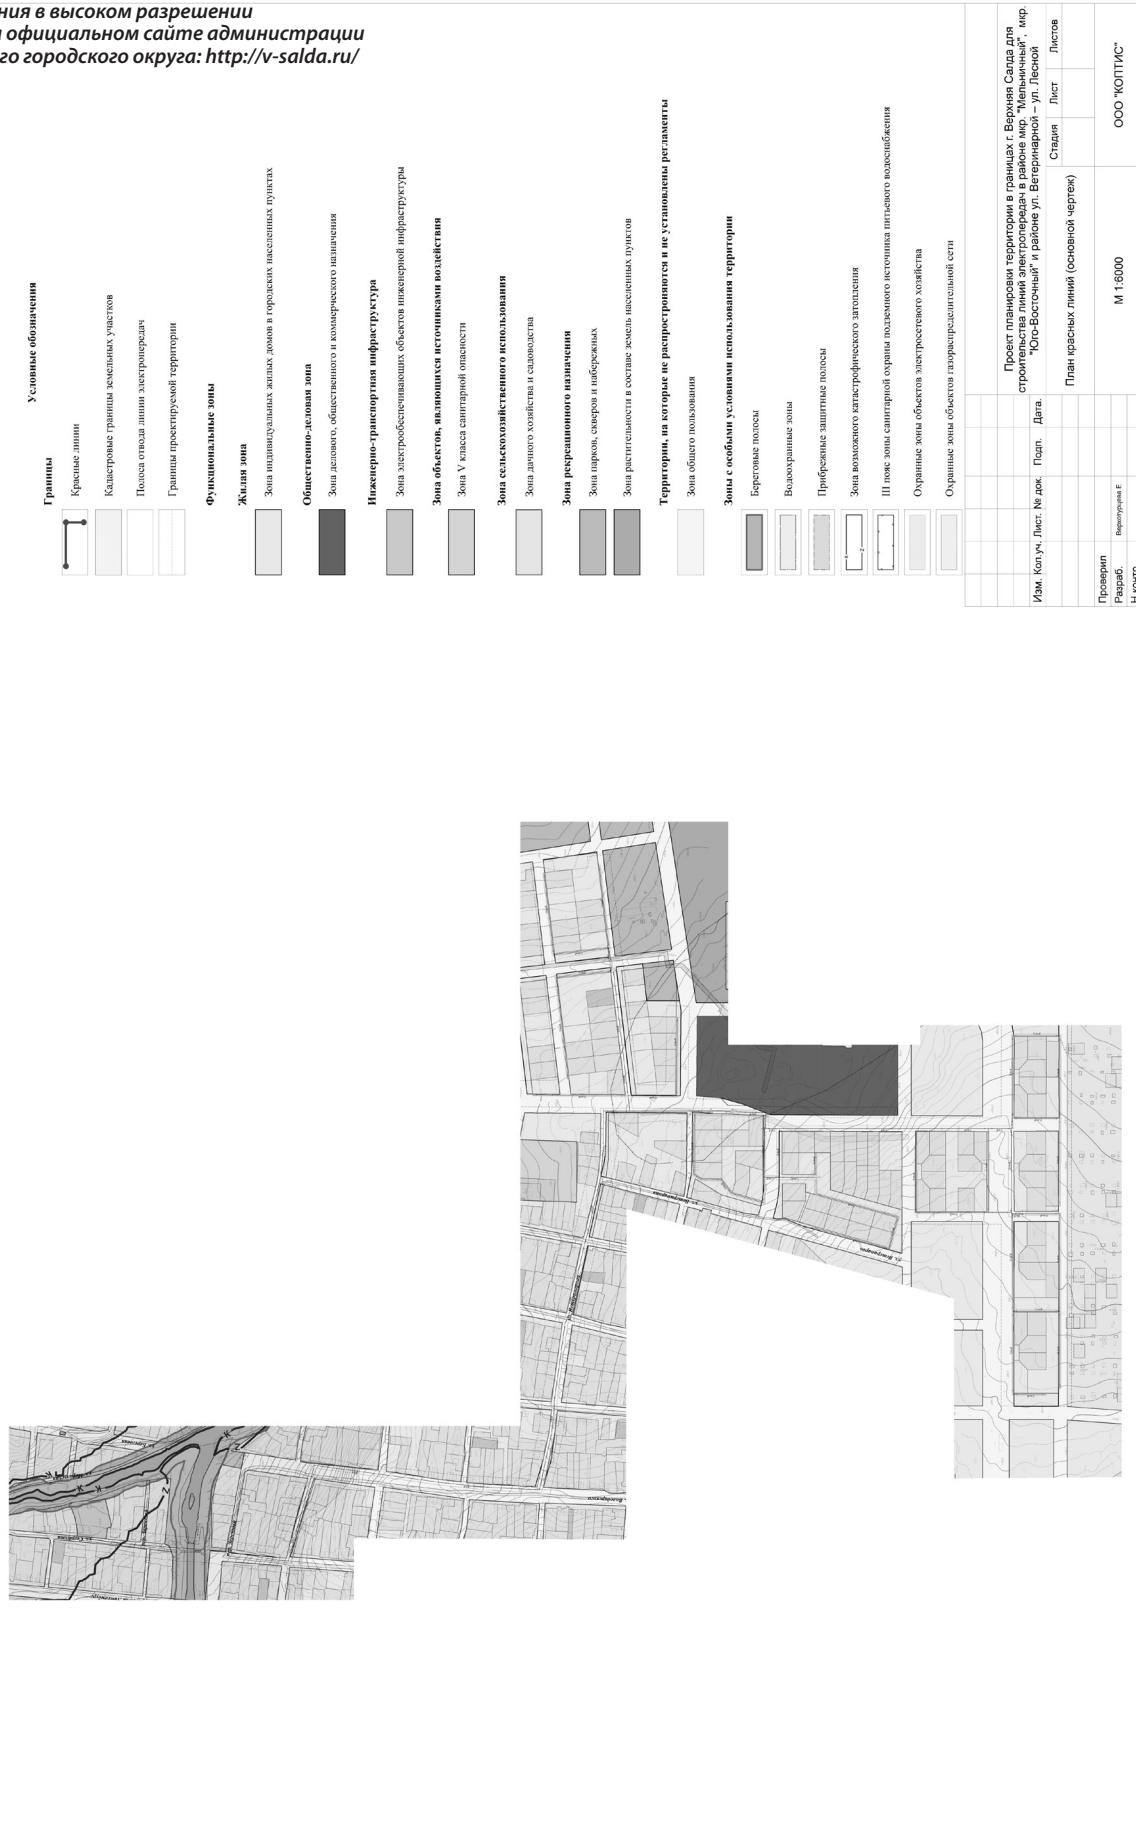 ния в высоком разрешении
официальном сайте администрации
го городского округа: http://v-salda.ru/
Условные обозначения
Границы
Красные линии
Кадастровые границы земельных участков
Полоса отвода линии электропередач
Границы проектируемой территории
Функциональные зоны
Жилая зона
Зона индивидуальных жилых домов в городских населенных пунктах
Общественно-деловая зона
Зона делового, общественного и коммерческого назначения
Инженерно-транспортная инфраструктура
Зона электрообеспечивающих объектов инженерной инфраструктуры
Зона объектов, являющихся источниками воздействия
Зона V класса санитарной опасности
Зона сельскохозяйственного использования
Зона дачного хозяйства и садоводства
Зона рекреационного назначения
Зона парков, скверов и набережных
Зона растительности в составе земель населенных пунктов
Территории, на которые не распространяются и не установлены регламенты
Зона общего пользования
Зоны с особыми условиями использования территории
Береговые полосы
Водоохранные зоны
Прибрежные защитные полосы
Зона возможного катастрофического затопления
III пояс зоны санитарной охраны подземного источника питьевого водоснабжения
Охранные зоны объектов электросетевого хозяйства
Охранные зоны объектов газораспределительной сети
Проект планировки территории в границах г. Верхняя Салда для
строительства линий электропередач в районе мкр. "Мельничный", мкр.
"Юго-Восточный" и районе ул. Ветеринарной – ул. Лесной
Изм. Кол.уч. Лист. № док. Подп. Дата.
План красных линий (основной чертеж)
Стадия Лист Листов
Проверил
Разраб.
М 1:6000
ООО "КОПТИС"